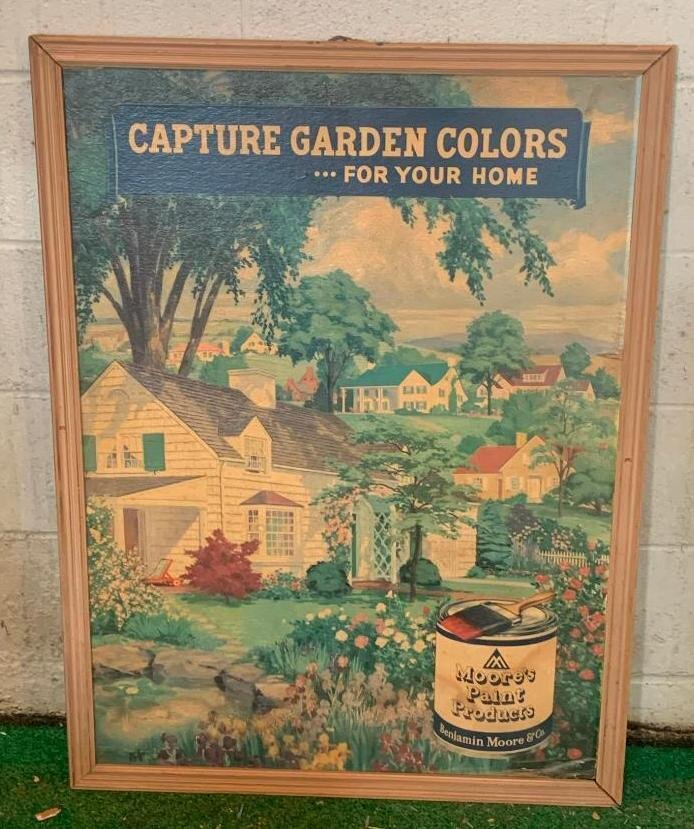 CAPTURE GARDEN COLORS
... FOR YOUR HOME
Moore's
Paint
Products
Benjamin Moore & Co.